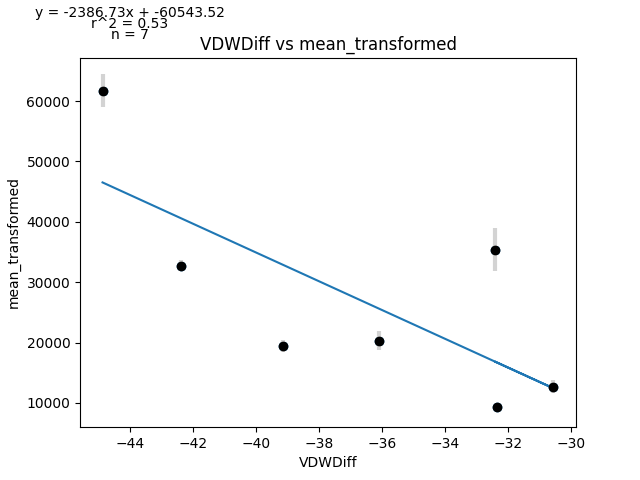 y = -2386.73x + -60543.52
r^2 = 0.53
n = 7
VDWDiff vs mean_transformed
60000
50000
40000
30000
20000
10000
mean_transformed
−44 −42 −40 −38 −36 −34 −32 −30
VDWDiff